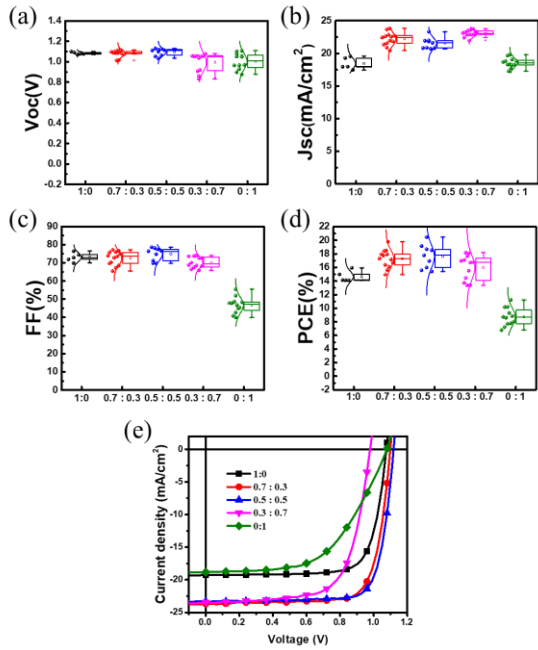 (a)
Voc(V)
1.4
1.2
1.0
0.8
0.6
0.4
0.2
0.0
-0.2
1:0
0.7 : 0.3
0.5 : 0.5
0.3 : 0.7
0 : 1
(b)
Jsc(mA/cm²)
25
20
15
10
5
0
1:0
0.7 : 0.3
0.5 : 0.5
0.3 : 0.7
0 : 1
(c)
FF(%)
90
80
70
60
50
40
30
20
10
0
1:0
0.7 : 0.3
0.5 : 0.5
0.3 : 0.7
0 : 1
(d)
PCE(%)
22
20
18
16
14
12
10
8
6
4
2
0
1:0
0.7 : 0.3
0.5 : 0.5
0.3 : 0.7
0 : 1
(e)
Current density (mA/cm²)
0
-5
-10
-15
-20
-25
1:0
0.7 : 0.3
0.5 : 0.5
0.3 : 0.7
0:1
0.0
0.2
0.4
0.6
0.8
1.0
1.2
Voltage (V)